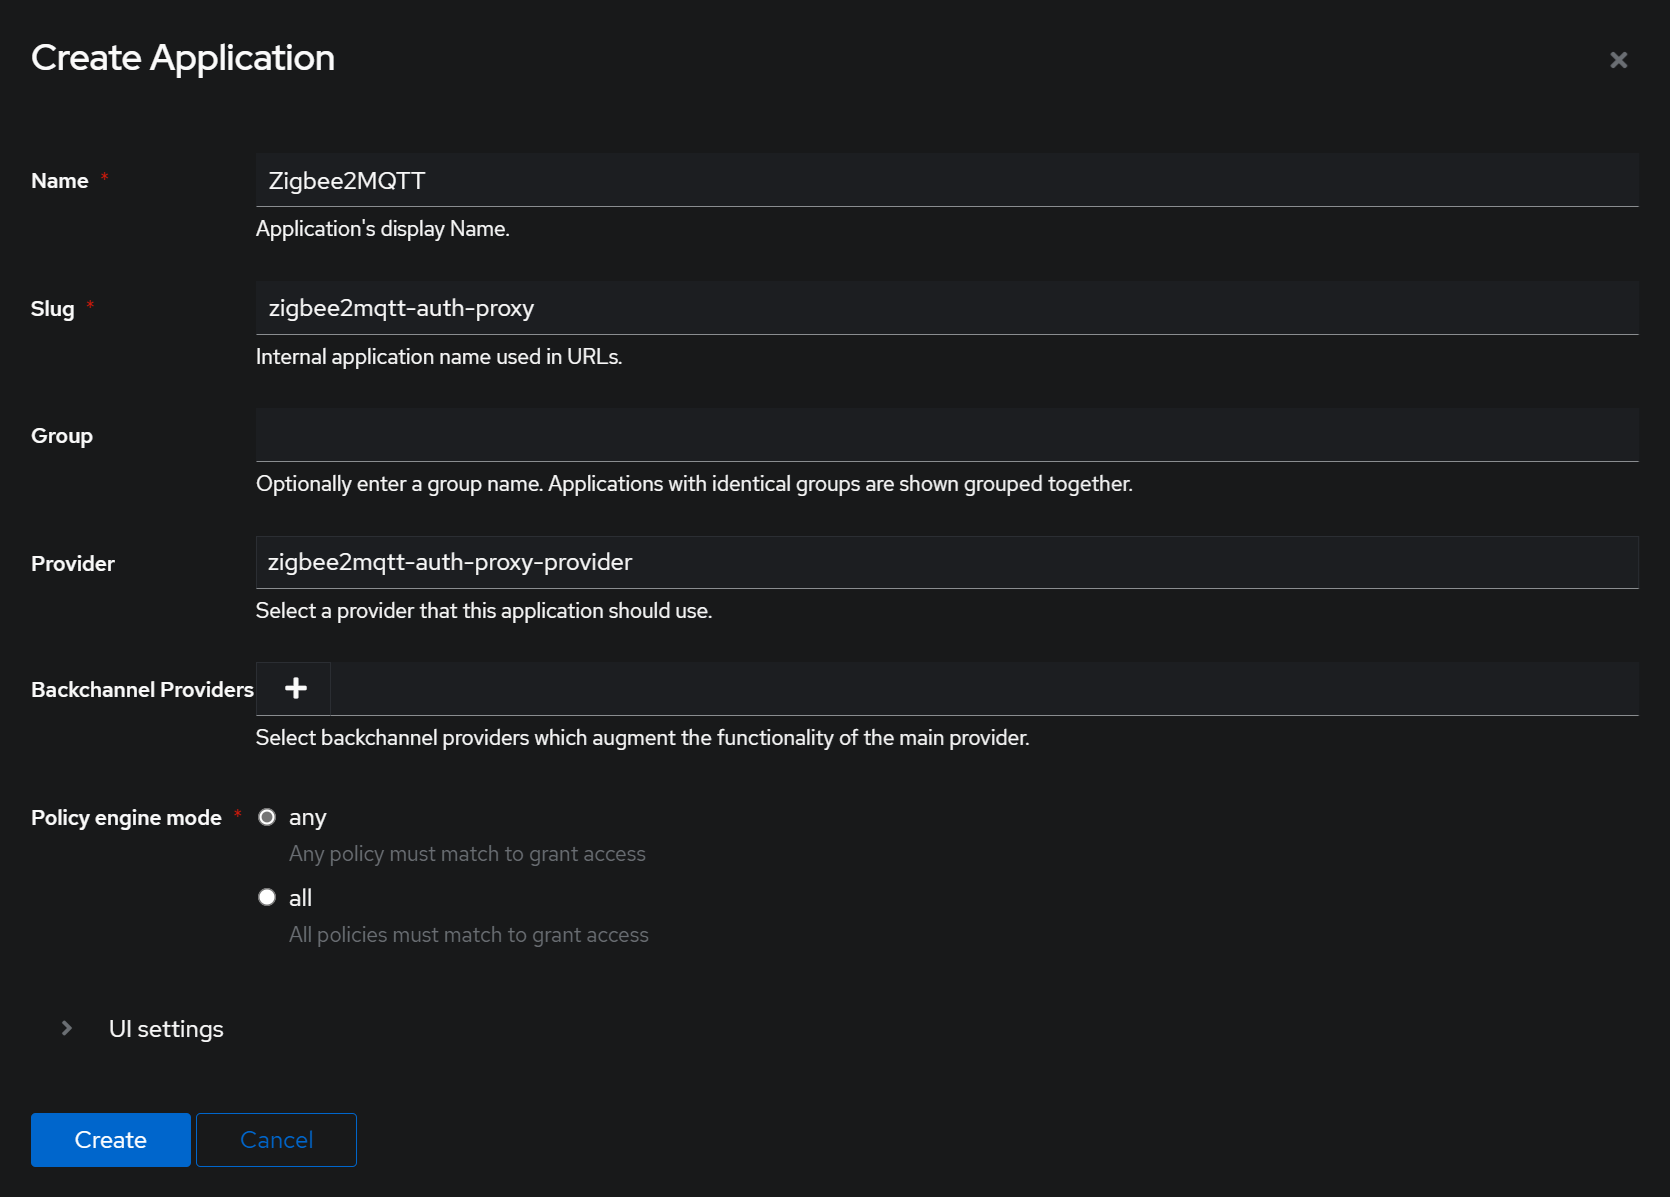 Create Application
Name *
Zigbee2MQTT
Application's display Name.
Slug *
zigbee2mqtt-auth-proxy
Internal application name used in URLs.
Group
Optionally enter a group name. Applications with identical groups are shown grouped together.
Provider
zigbee2mqtt-auth-proxy-provider
Select a provider that this application should use.
Backchannel Providers
Select backchannel providers which augment the functionality of the main provider.
Policy engine mode *
any
Any policy must match to grant access
all
All policies must match to grant access
UI settings
Create
Cancel